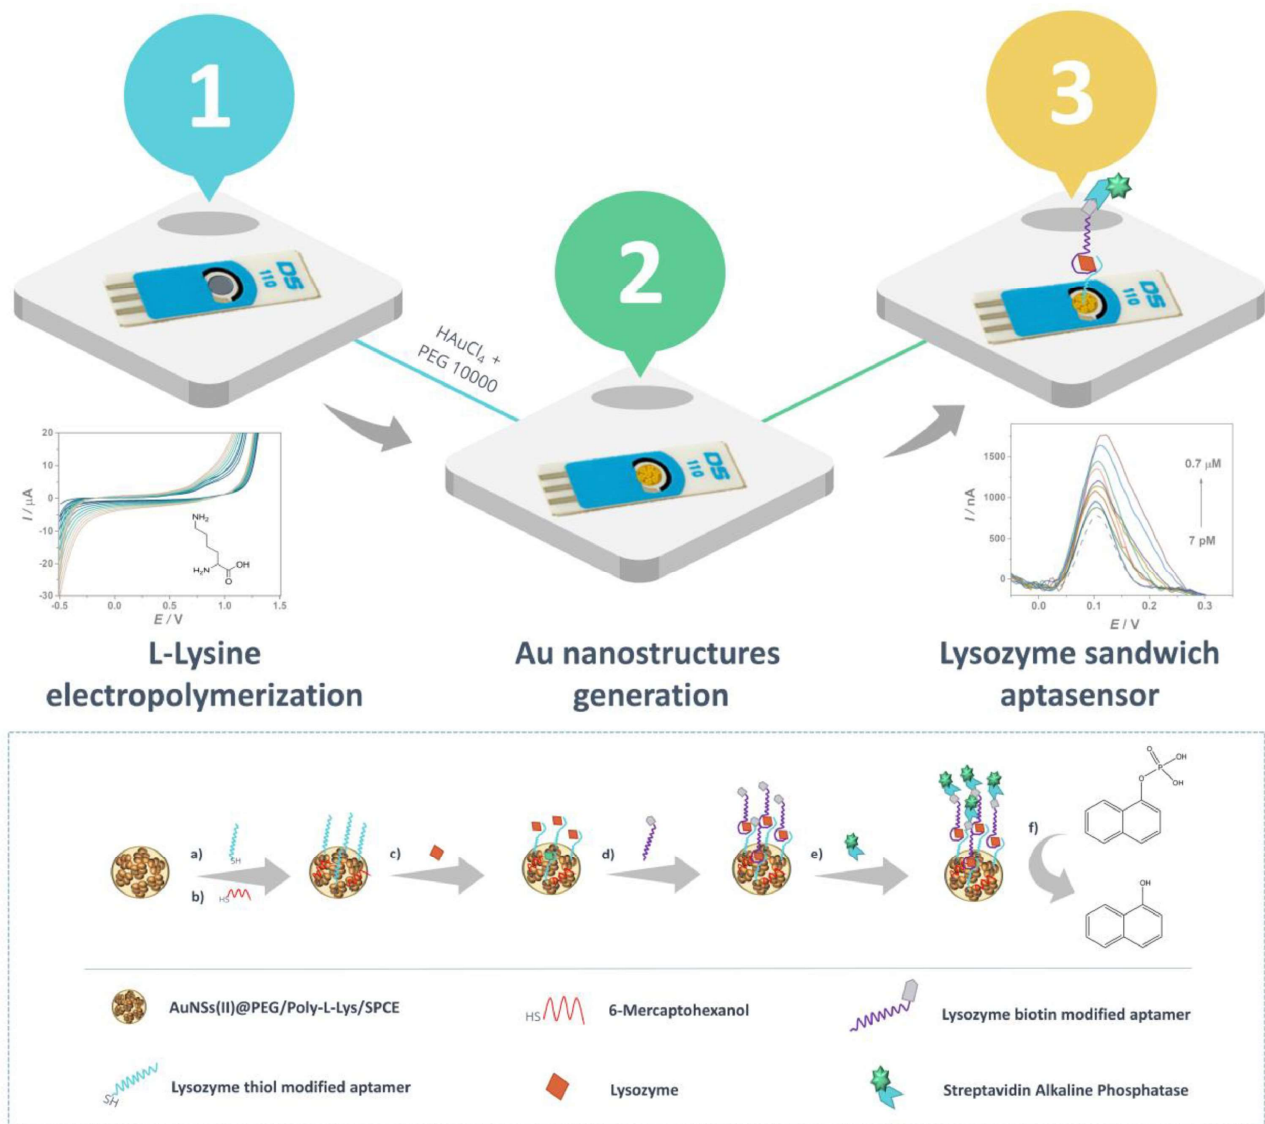 1
2
3
DS
110
DS
110
DS
110
HAuCl₄ +
PEG 10000
20
10
0
-10
-20
-30
I / µA
-0.5
0.0
0.5
1.0
1.5
E / V
NH₂
H₂N
OH
O
1500
1000
500
0
I / nA
0.0
0.1
0.2
0.3
E / V
0.7 µM
7 pM
L-Lysine
electropolymerization
Au nanostructures
generation
Lysozyme sandwich
aptasensor
a)
SH
b)
HS
c)
d)
e)
f)
O
P
OH
OH
O
OH
AuNSs(II)@PEG/Poly-L-Lys/SPCE
HS
6-Mercaptohexanol
Lysozyme biotin modified aptamer
SH
Lysozyme thiol modified aptamer
Lysozyme
Streptavidin Alkaline Phosphatase